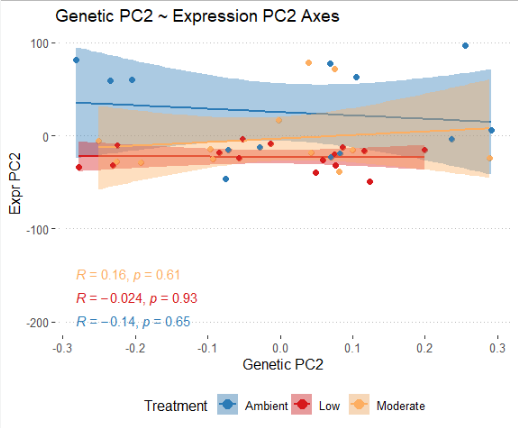 Genetic PC2 ~ Expression PC2 Axes
100
0
-100
-200
Expr PC2
R = 0.16, p = 0.61
R = −0.024, p = 0.93
R = −0.14, p = 0.65
-0.3 -0.2 -0.1 0.0 0.1 0.2 0.3
Genetic PC2
Treatment Ambient Low Moderate